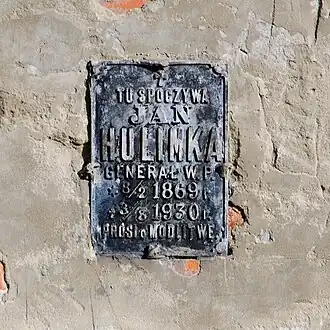 TU SPOCZYWA
JAN
HULIMKA
GENERAŁ W.P.
* 8/2 1869 r.
+ 3/8 1930 r.
PROSI o MODLITWĘ